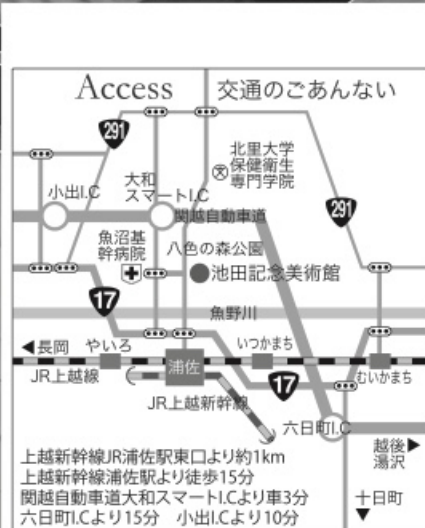 Access 交通のごあんない
291
北里大学
保健衛生
専門学院
小出I.C
大和
スマートI.C
関越自動車道
291
魚沼基
幹病院
八色の森公園
池田記念美術館
17
魚野川
◀長岡
やいろ
浦佐
いつかまち
むいかまち
JR上越線
17
JR上越新幹線
六日町I.C
越後▶
湯沢
十日町
▼
上越新幹線JR浦佐駅東口より約1km
上越新幹線浦佐駅より徒歩15分
関越自動車道大和スマートI.Cより車3分
六日町I.Cより15分 小出I.Cより10分